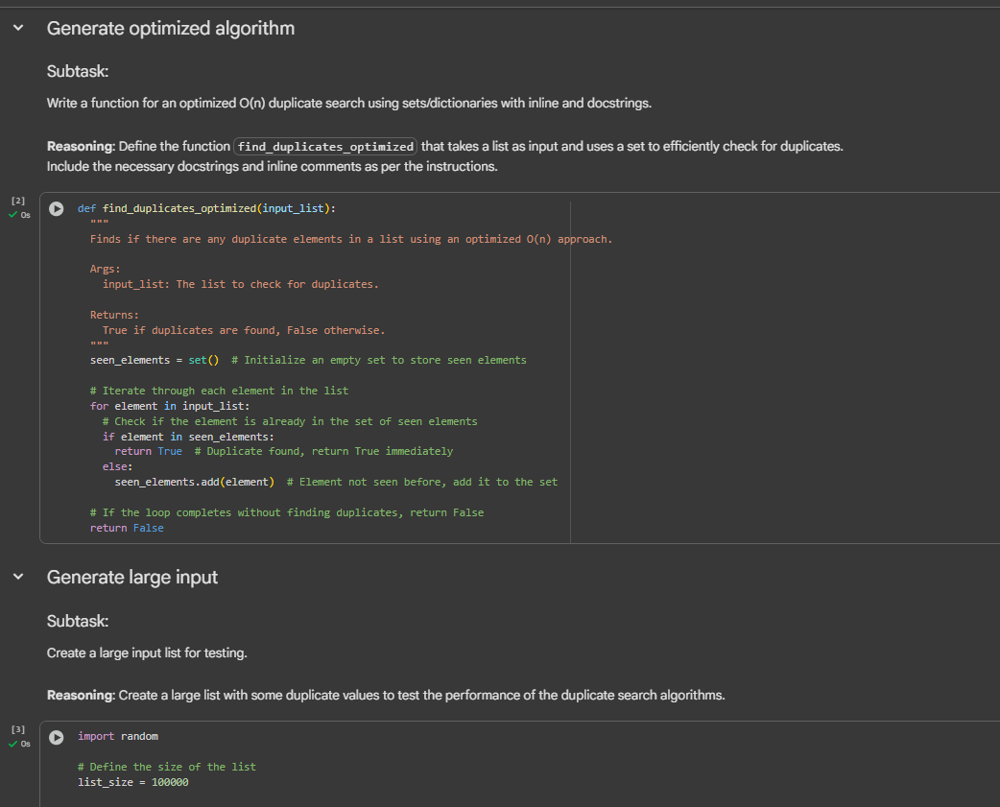 Generate optimized algorithm
Subtask:
Write a function for an optimized O(n) duplicate search using sets/dictionaries with inline and docstrings.
Reasoning: Define the function find_duplicates_optimized that takes a list as input and uses a set to efficiently check for duplicates.
Include the necessary docstrings and inline comments as per the instructions.
[2]
0s
def find_duplicates_optimized(input_list):
"""
Finds if there are any duplicate elements in a list using an optimized O(n) approach.
Args:
input_list: The list to check for duplicates.
Returns:
True if duplicates are found, False otherwise.
"""
seen_elements = set()  # Initialize an empty set to store seen elements
# Iterate through each element in the list
for element in input_list:
# Check if the element is already in the set of seen elements
if element in seen_elements:
return True  # Duplicate found, return True immediately
else:
seen_elements.add(element)  # Element not seen before, add it to the set
# If the loop completes without finding duplicates, return False
return False
Generate large input
Subtask:
Create a large input list for testing.
Reasoning: Create a large list with some duplicate values to test the performance of the duplicate search algorithms.
[3]
0s
import random
# Define the size of the list
list_size = 100000